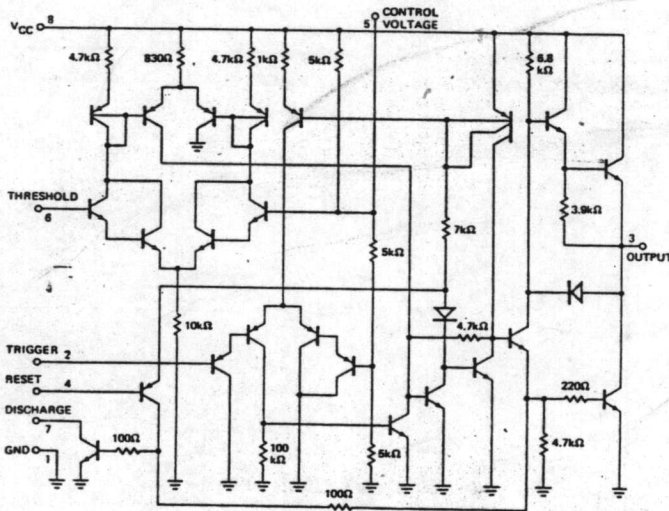 CONTROL
VOLTAGE
5
VCC 8
4.7kΩ
830Ω
4.7kΩ
1kΩ
5kΩ
6.8
kΩ
THRESHOLD
6
3.9kΩ
7kΩ
3
OUTPUT
5kΩ
10kΩ
4.7kΩ
TRIGGER
2
RESET
4
220Ω
DISCHARGE
7
100Ω
GND
1
100
kΩ
5kΩ
4.7kΩ
100Ω